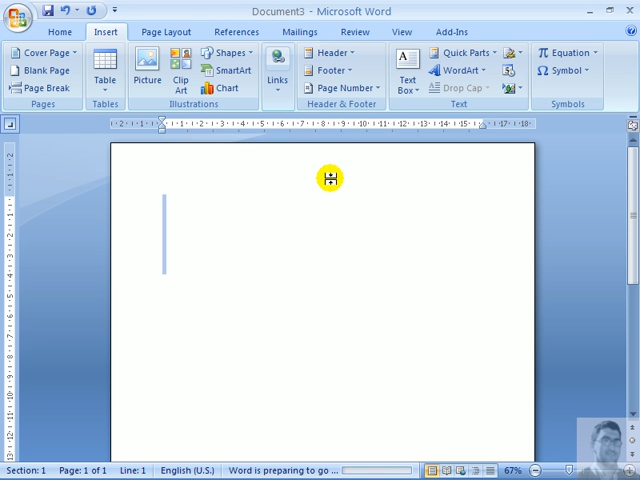 Document3 - Microsoft Word
Home Insert Page Layout References Mailings Review View Add-Ins
Cover Page
Blank Page
Page Break
Pages
Table
Tables
Picture
Clip Art
Shapes
SmartArt
Chart
Illustrations
Links
Header
Footer
Page Number
Header & Footer
Text Box
Quick Parts
WordArt
Drop Cap
Text
Equation
Symbol
Symbols
Section: 1 Page: 1 of 1 Line: 1 English (U.S.) Word is preparing to go ... 67%